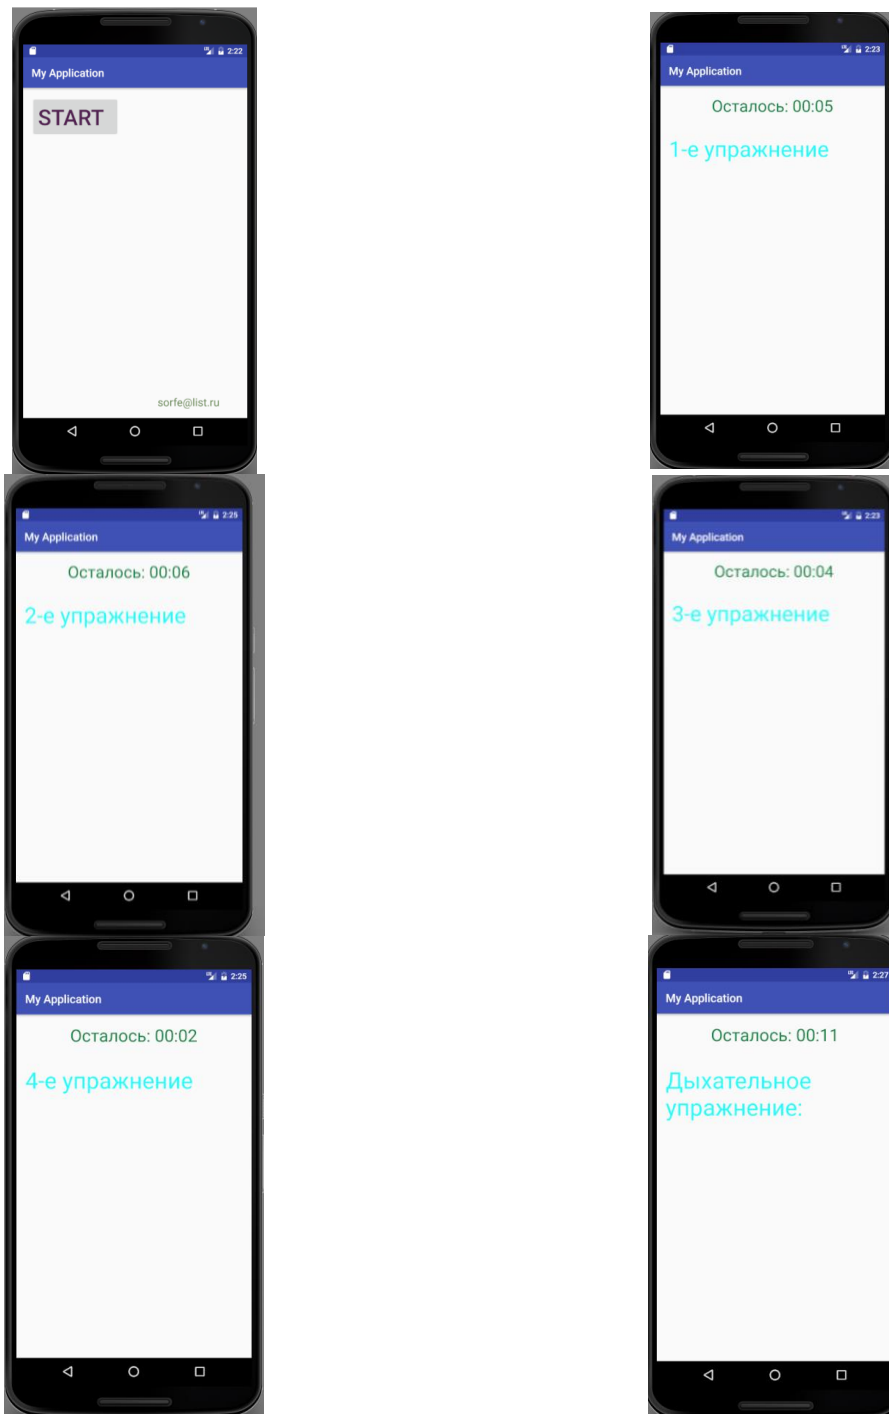 2:22
My Application
START
sorfe@list.ru
2:23
My Application
Осталось: 00:05
1-е упражнение
2:25
My Application
Осталось: 00:06
2-е упражнение
2:23
My Application
Осталось: 00:04
3-е упражнение
2:25
My Application
Осталось: 00:02
4-е упражнение
2:27
My Application
Осталось: 00:11
Дыхательное
упражнение: